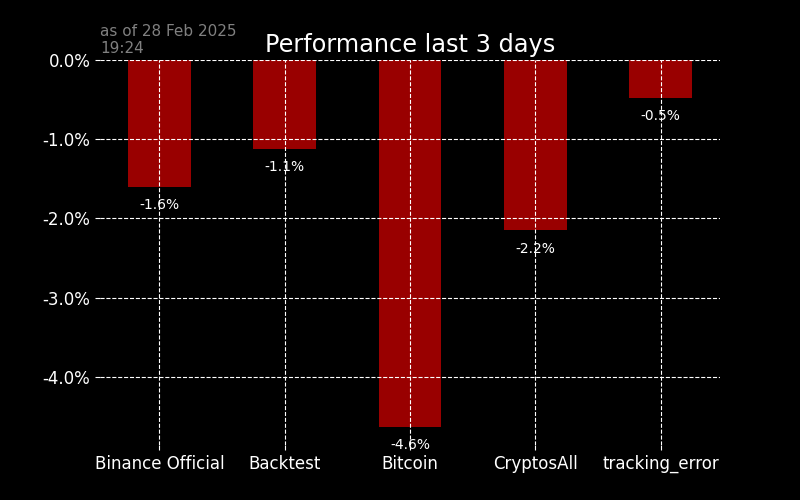 as of 28 Feb 2025
19:24
Performance last 3 days
0.0%
-1.0%
-2.0%
-3.0%
-4.0%
-1.6%
-1.1%
-4.6%
-2.2%
-0.5%
Binance Official
Backtest
Bitcoin
CryptosAll
tracking_error